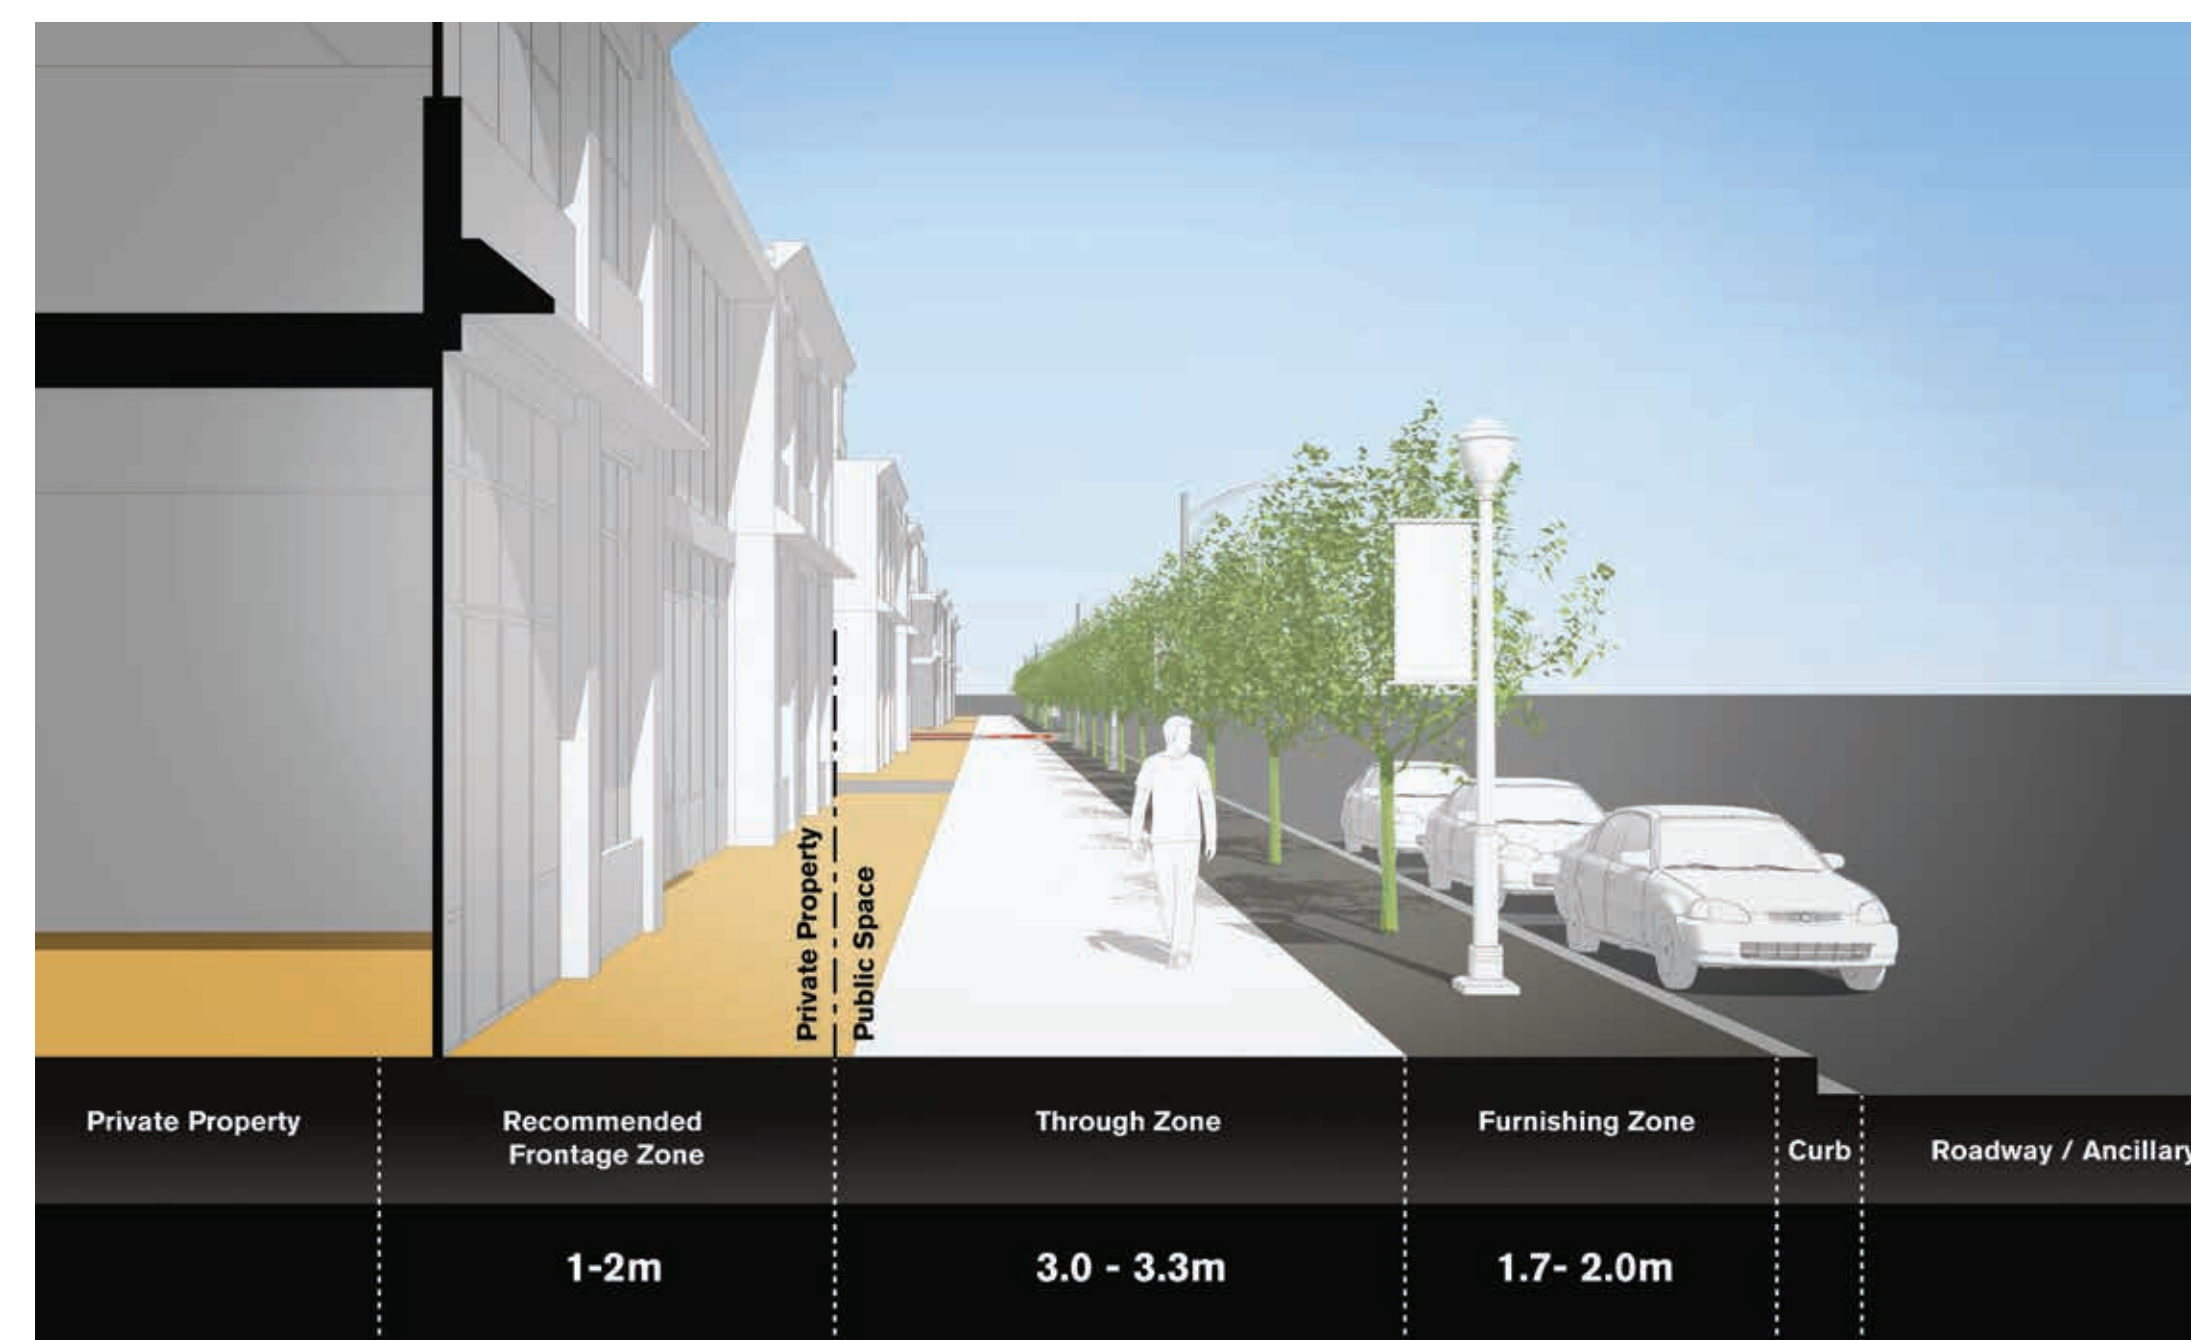 Private Property
Public Space
Private Property
Recommended
Frontage Zone
Through Zone
Furnishing Zone
Curb
Roadway / Ancillary
1-2m
3.0 - 3.3m
1.7- 2.0m